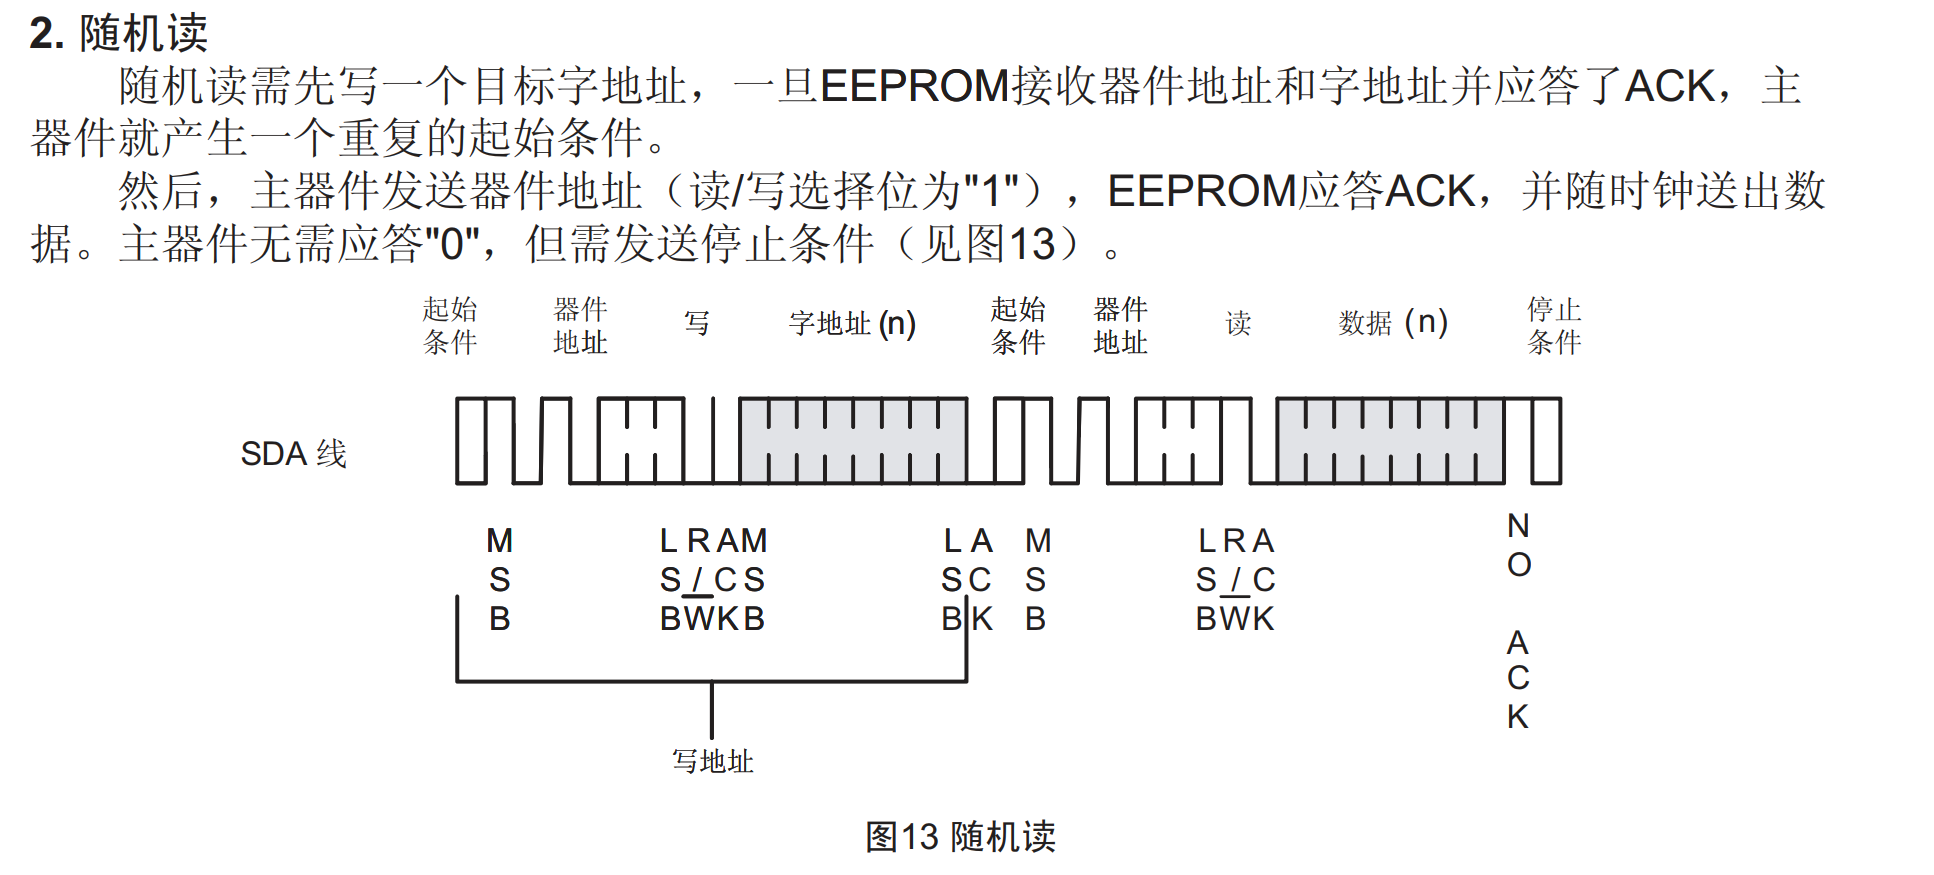 2. 随机读
随机读需先写一个目标字地址，一旦EEPROM接收器件地址和字地址并应答了ACK，主
器件就产生一个重复的起始条件。
然后，主器件发送器件地址（读/写选择位为"1"），EEPROM应答ACK，并随时钟送出数
据。主器件无需应答"0"，但需发送停止条件（见图13）。
起始 器件 起始 器件 停止
写 字地址(n) 读 数据(n)
条件 地址 条件 地址 条件
SDA 线
N
M L R A M L A M L R A
O
S S / C S S C S S / C
B B W K B B K B B W K
A
C
K
写地址
图13 随机读